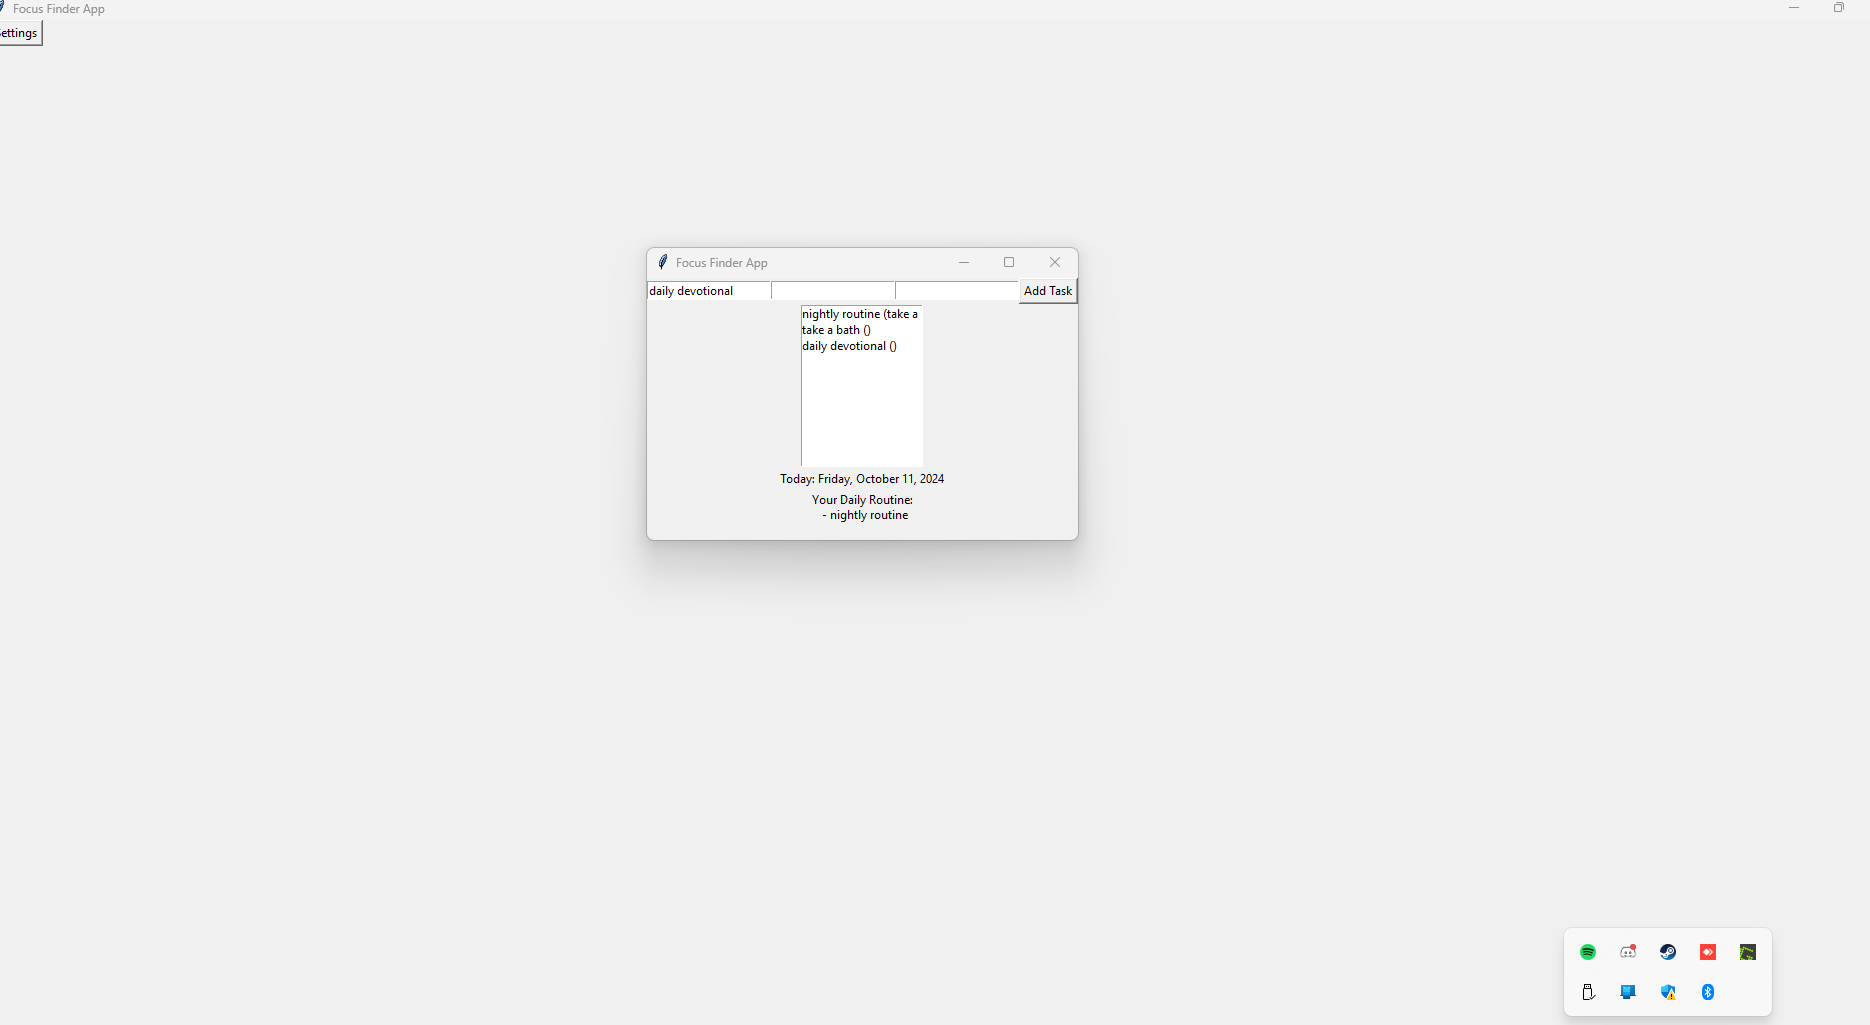 Focus Finder App
ettings
Focus Finder App
daily devotional
Add Task
nightly routine (take a
take a bath ()
daily devotional ()
Today: Friday, October 11, 2024
Your Daily Routine:
- nightly routine